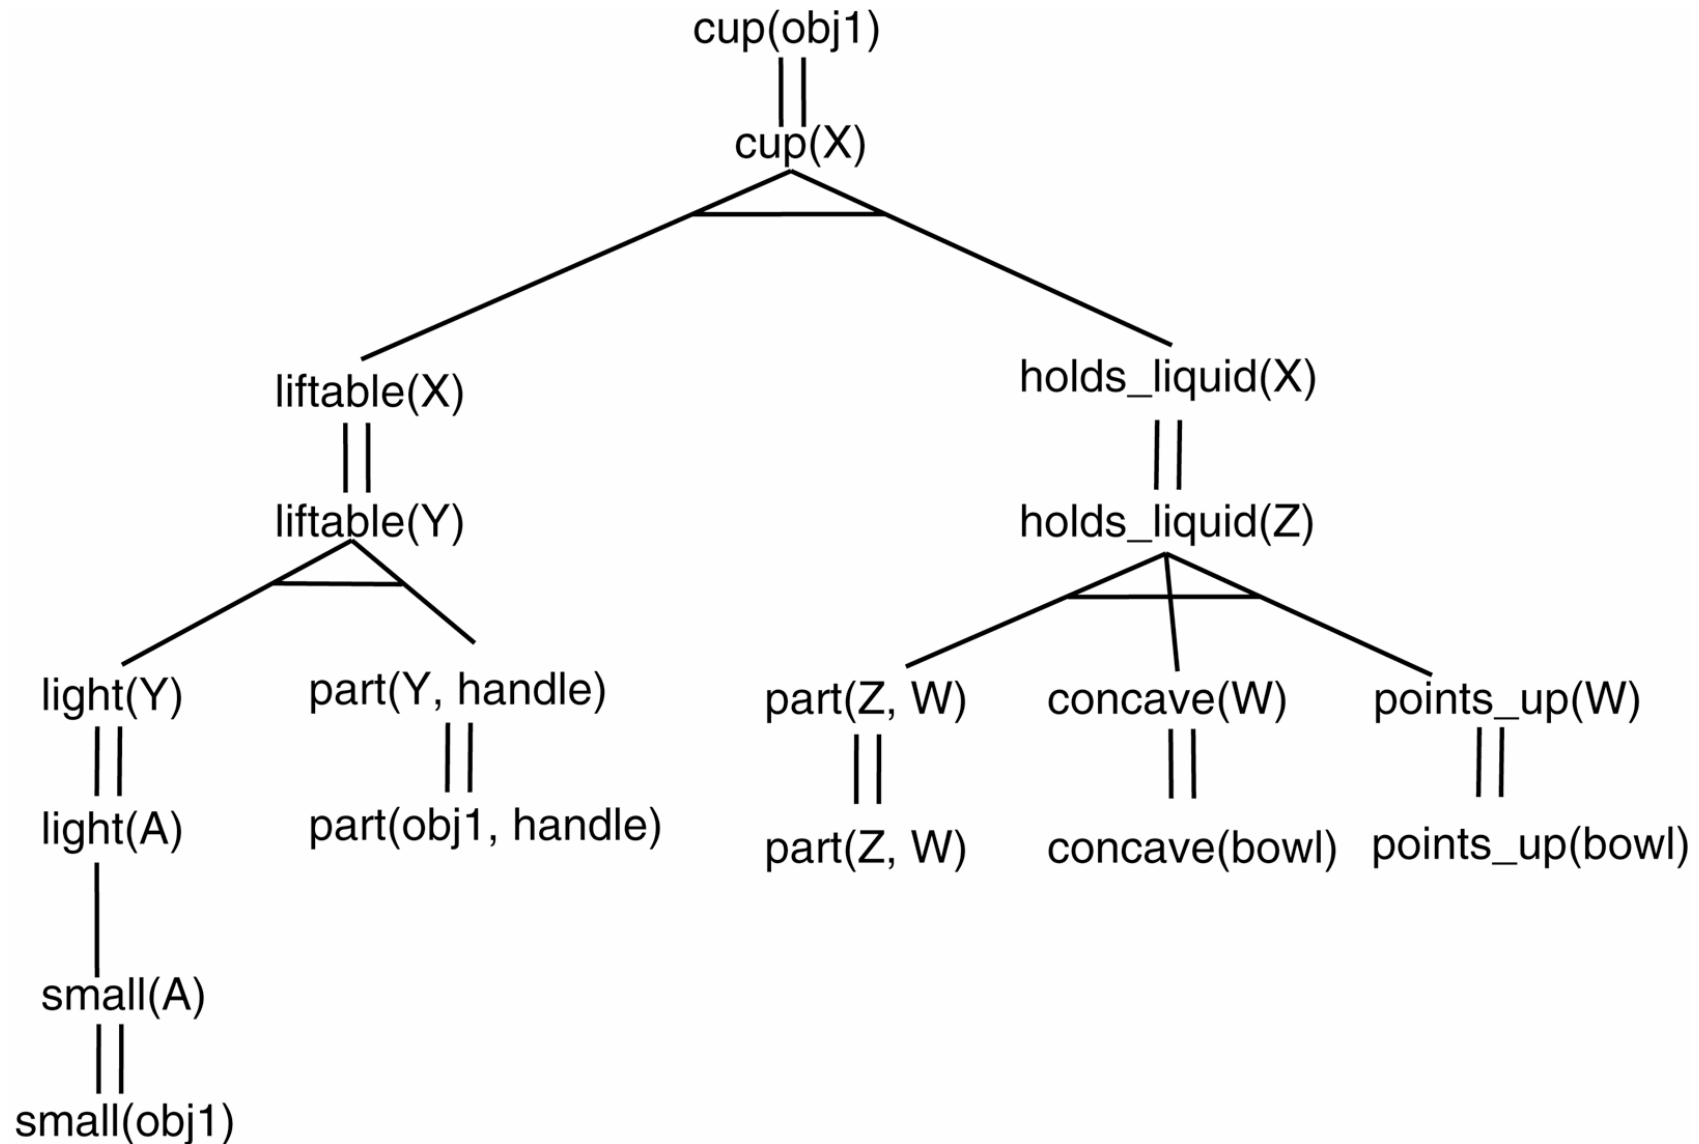 cup(obj1)
cup(X)
liftable(X)
holds_liquid(X)
liftable(Y)
holds_liquid(Z)
light(Y)
part(Y, handle)
part(Z, W)
concave(W)
points_up(W)
light(A)
part(obj1, handle)
part(Z, W)
concave(bowl)
points_up(bowl)
small(A)
small(obj1)